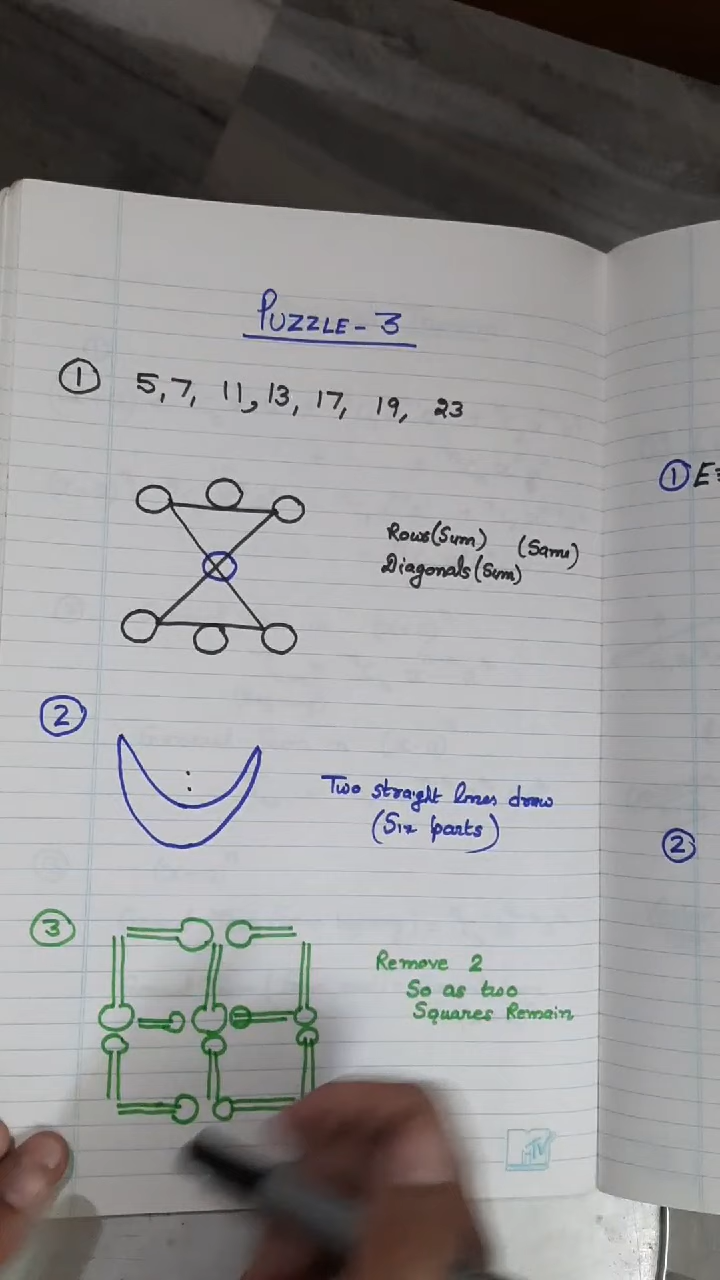 PUZZLE-3
1 5, 7, 11, 13, 17, 19, 23
Rows(Sum) (Same)
Diagonals(Sum)
2
Two straight lines draw
(Six parts)
3
Remove 2
So as two
Squares Remain
1 E
2